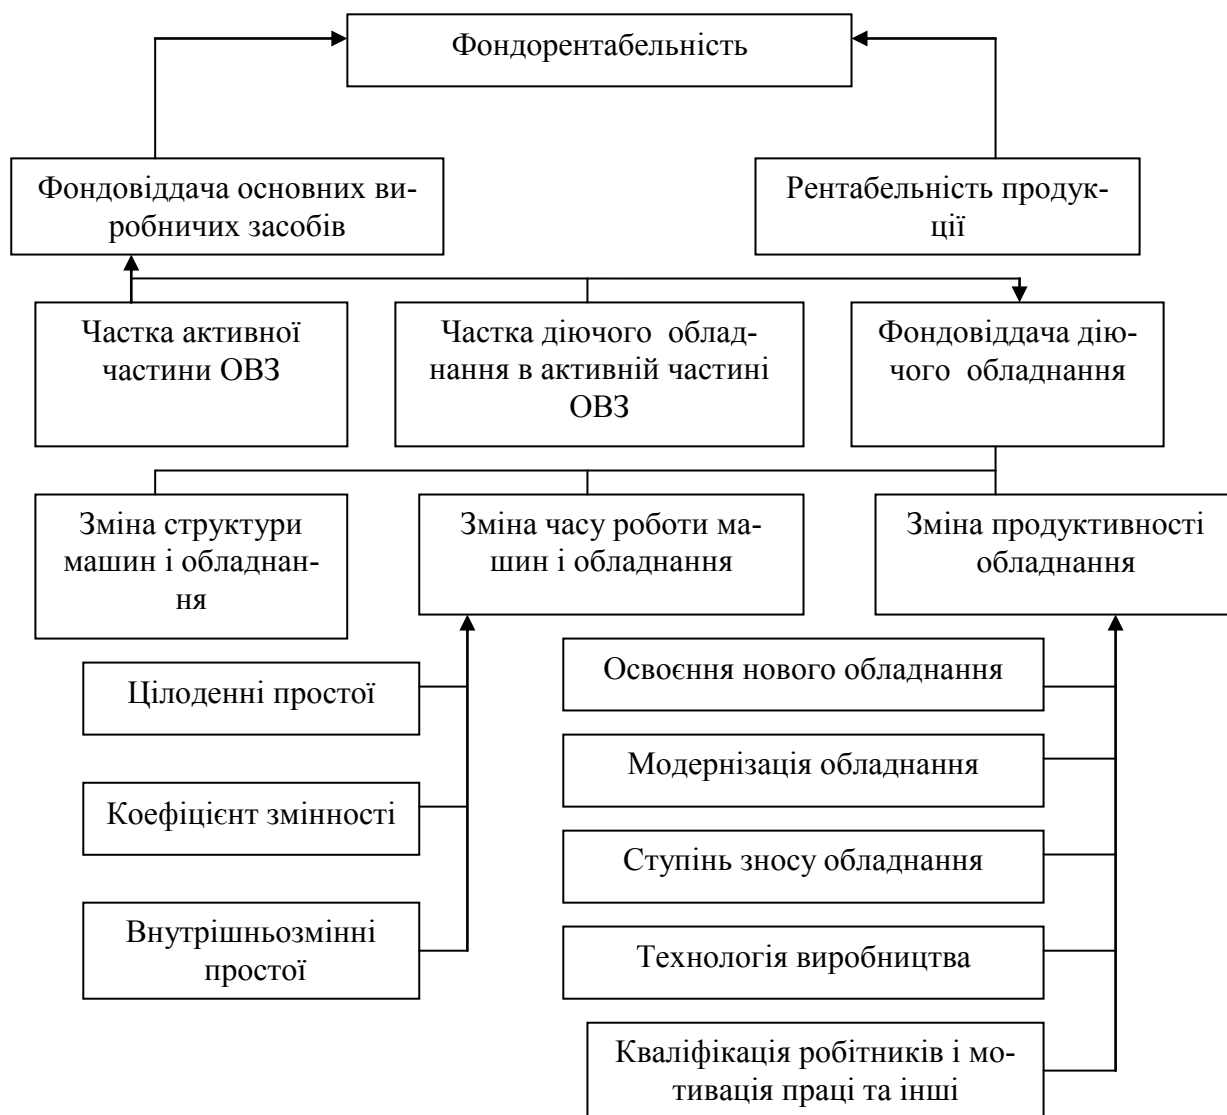 Фондорентабельність
Фондовіддача основних ви-
робничих засобів
Рентабельність продук-
ції
Частка активної
частини ОВЗ
Частка діючого облад-
нання в активній частині
ОВЗ
Фондовіддача дію-
чого обладнання
Зміна структури
машин і обладнан-
ня
Зміна часу роботи ма-
шин і обладнання
Зміна продуктивності
обладнання
Цілоденні простої
Коефіцієнт змінності
Внутрішньозмінні
простої
Освоєння нового обладнання
Модернізація обладнання
Ступінь зносу обладнання
Технологія виробництва
Кваліфікація робітників і мо-
тивація праці та інші